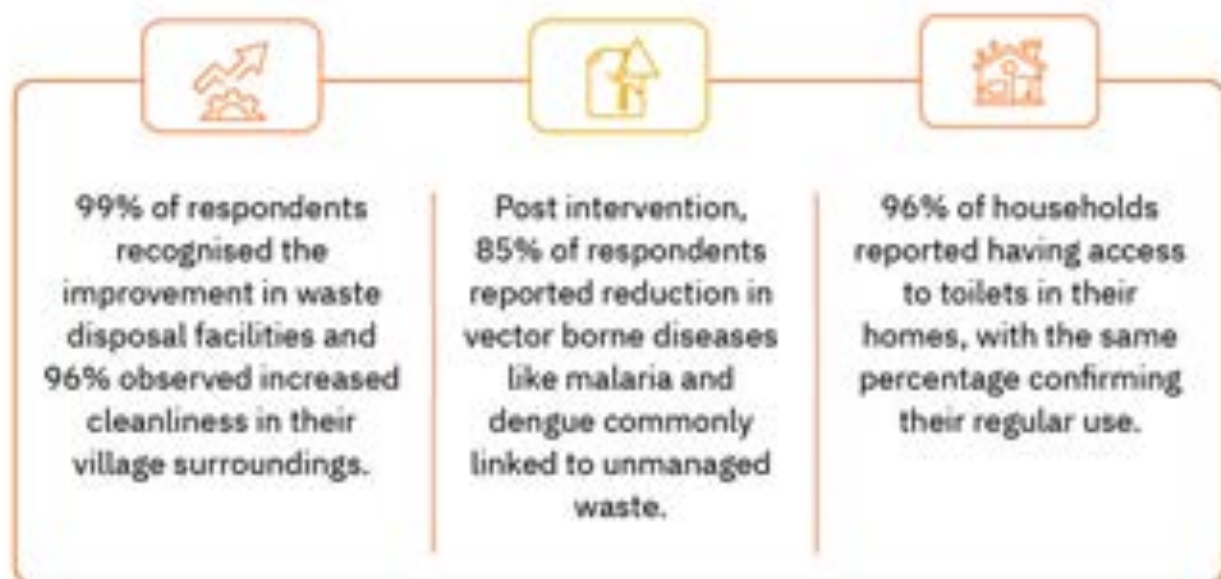 99% of respondents
recognised the
improvement in waste
disposal facilities and
96% observed increased
cleanliness in their
village surroundings.
Post intervention,
85% of respondents
reported reduction in
vector borne diseases
like malaria and
dengue commonly
linked to unmanaged
waste.
96% of households
reported having access
to toilets in their
homes, with the same
percentage confirming
their regular use.